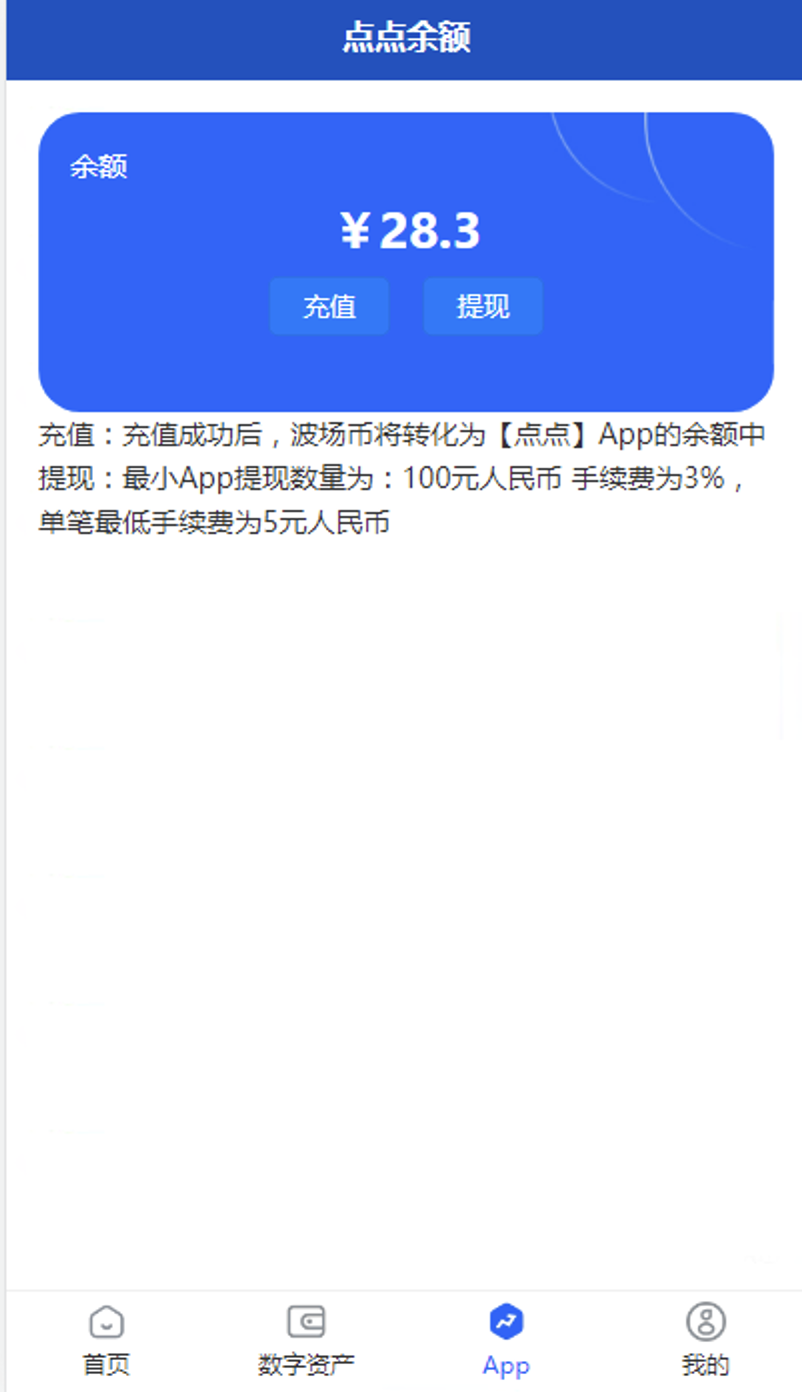 点点余额
余额
￥28.3
充值 提现
充值：充值成功后，波场币将转化为【点点】App的余额中
提现：最小App提现数量为：100元人民币 手续费为3%，
单笔最低手续费为5元人民币
首页 数字资产 App 我的